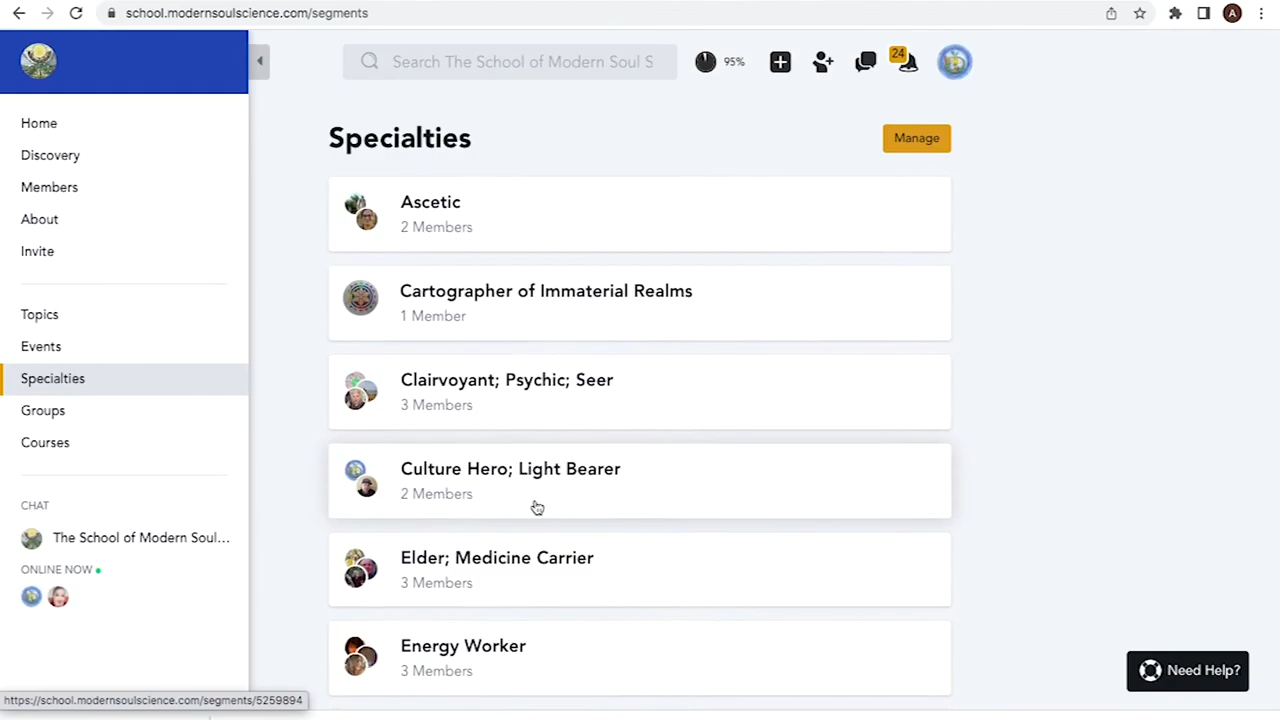 school.modernsoulscience.com/segments
Search The School of Modern Soul S
95%
24
Home
Discovery
Members
About
Invite
Topics
Events
Specialties
Groups
Courses
CHAT
The School of Modern Soul...
ONLINE NOW
Specialties
Manage
Ascetic
2 Members
Cartographer of Immaterial Realms
1 Member
Clairvoyant; Psychic; Seer
3 Members
Culture Hero; Light Bearer
2 Members
Elder; Medicine Carrier
3 Members
Energy Worker
3 Members
Need Help?
https://school.modernsoulscience.com/segments/5259894
A